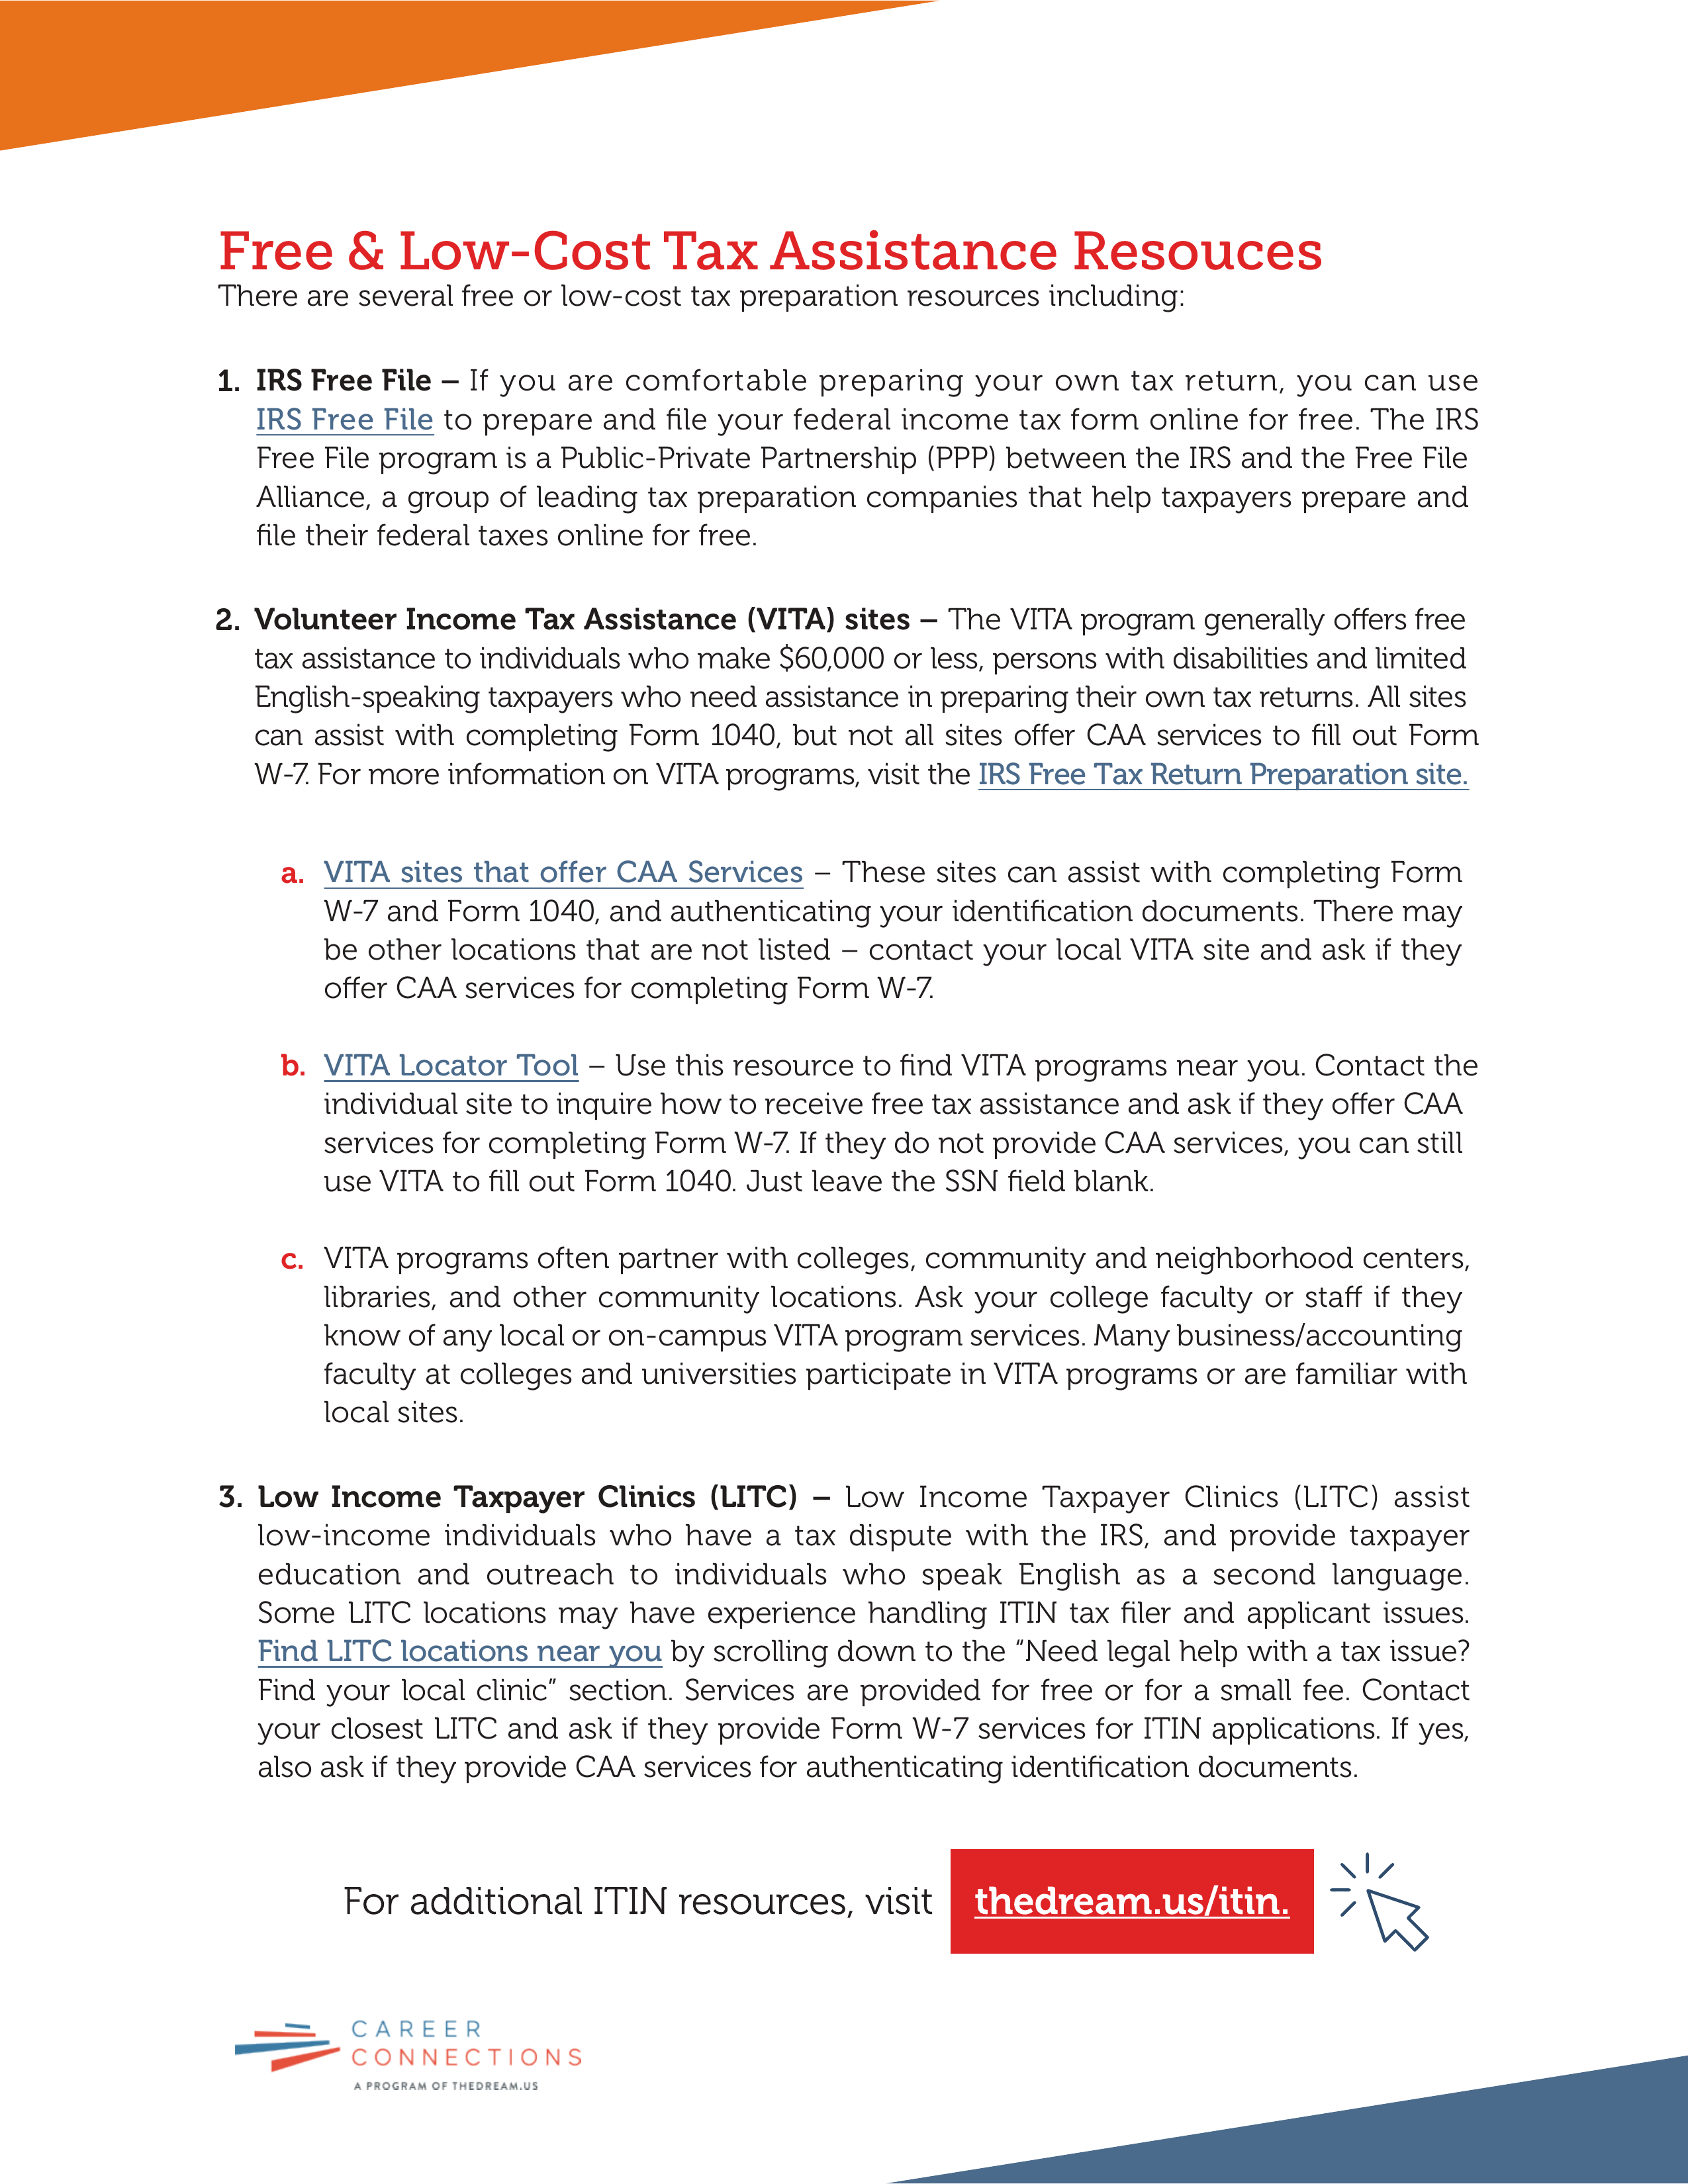 Free & Low-Cost Tax Assistance Resouces
There are several free or low-cost tax preparation resources including:
1. IRS Free File – If you are comfortable preparing your own tax return, you can use
IRS Free File to prepare and file your federal income tax form online for free. The IRS
Free File program is a Public-Private Partnership (PPP) between the IRS and the Free File
Alliance, a group of leading tax preparation companies that help taxpayers prepare and
file their federal taxes online for free.
2. Volunteer Income Tax Assistance (VITA) sites – The VITA program generally offers free
tax assistance to individuals who make $60,000 or less, persons with disabilities and limited
English-speaking taxpayers who need assistance in preparing their own tax returns. All sites
can assist with completing Form 1040, but not all sites offer CAA services to fill out Form
W-7. For more information on VITA programs, visit the IRS Free Tax Return Preparation site.
a. VITA sites that offer CAA Services – These sites can assist with completing Form
W-7 and Form 1040, and authenticating your identification documents. There may
be other locations that are not listed – contact your local VITA site and ask if they
offer CAA services for completing Form W-7.
b. VITA Locator Tool – Use this resource to find VITA programs near you. Contact the
individual site to inquire how to receive free tax assistance and ask if they offer CAA
services for completing Form W-7. If they do not provide CAA services, you can still
use VITA to fill out Form 1040. Just leave the SSN field blank.
c. VITA programs often partner with colleges, community and neighborhood centers,
libraries, and other community locations. Ask your college faculty or staff if they
know of any local or on-campus VITA program services. Many business/accounting
faculty at colleges and universities participate in VITA programs or are familiar with
local sites.
3. Low Income Taxpayer Clinics (LITC) – Low Income Taxpayer Clinics (LITC) assist
low-income individuals who have a tax dispute with the IRS, and provide taxpayer
education and outreach to individuals who speak English as a second language.
Some LITC locations may have experience handling ITIN tax filer and applicant issues.
Find LITC locations near you by scrolling down to the “Need legal help with a tax issue?
Find your local clinic” section. Services are provided for free or for a small fee. Contact
your closest LITC and ask if they provide Form W-7 services for ITIN applications. If yes,
also ask if they provide CAA services for authenticating identification documents.
For additional ITIN resources, visit thedream.us/itin.
CAREER
CONNECTIONS
A PROGRAM OF THEDREAM.US